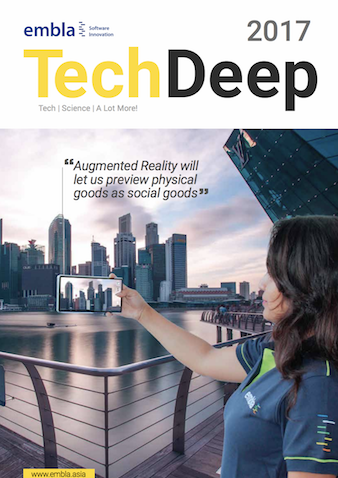 embla
Software
Innovation
2017
TechDeep
Tech | Science | A Lot More!
“Augmented Reality will
let us preview physical
goods as social goods”
www.embla.asia